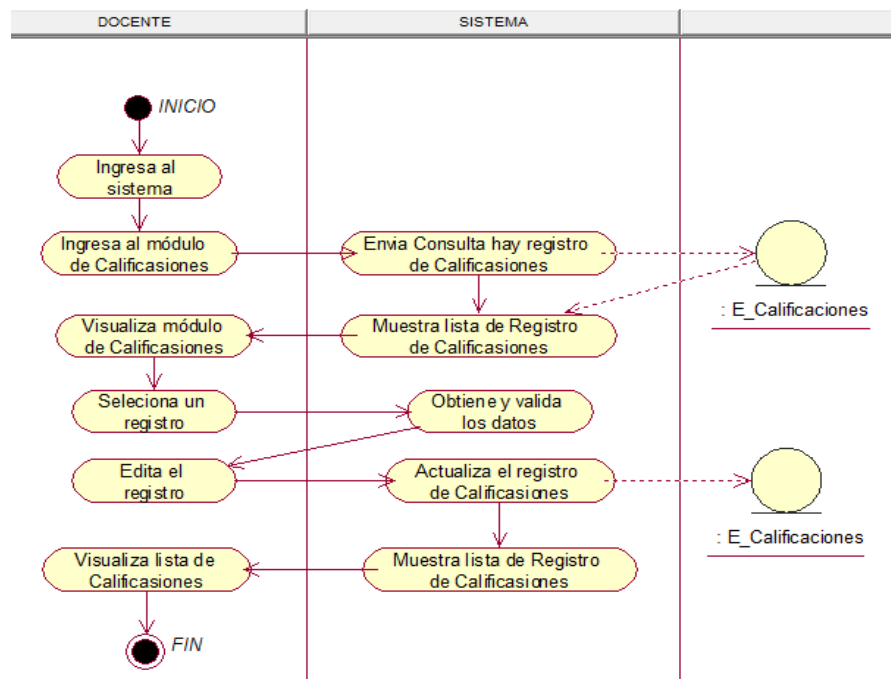 DOCENTE
SISTEMA
INICIO
Ingresa al
sistema
Ingresa al módulo
de Calificasiones
Envia Consulta hay registro
de Calificasiones
: E_Calificaciones
Visualiza módulo
de Calificasiones
Muestra lista de Registro
de Calificasiones
Seleciona un
registro
Obtiene y valida
los datos
Edita el
registro
Actualiza el registro
de Calificasiones
: E_Calificaciones
Visualiza lista de
Calificasiones
Muestra lista de Registro
de Calificasiones
FIN